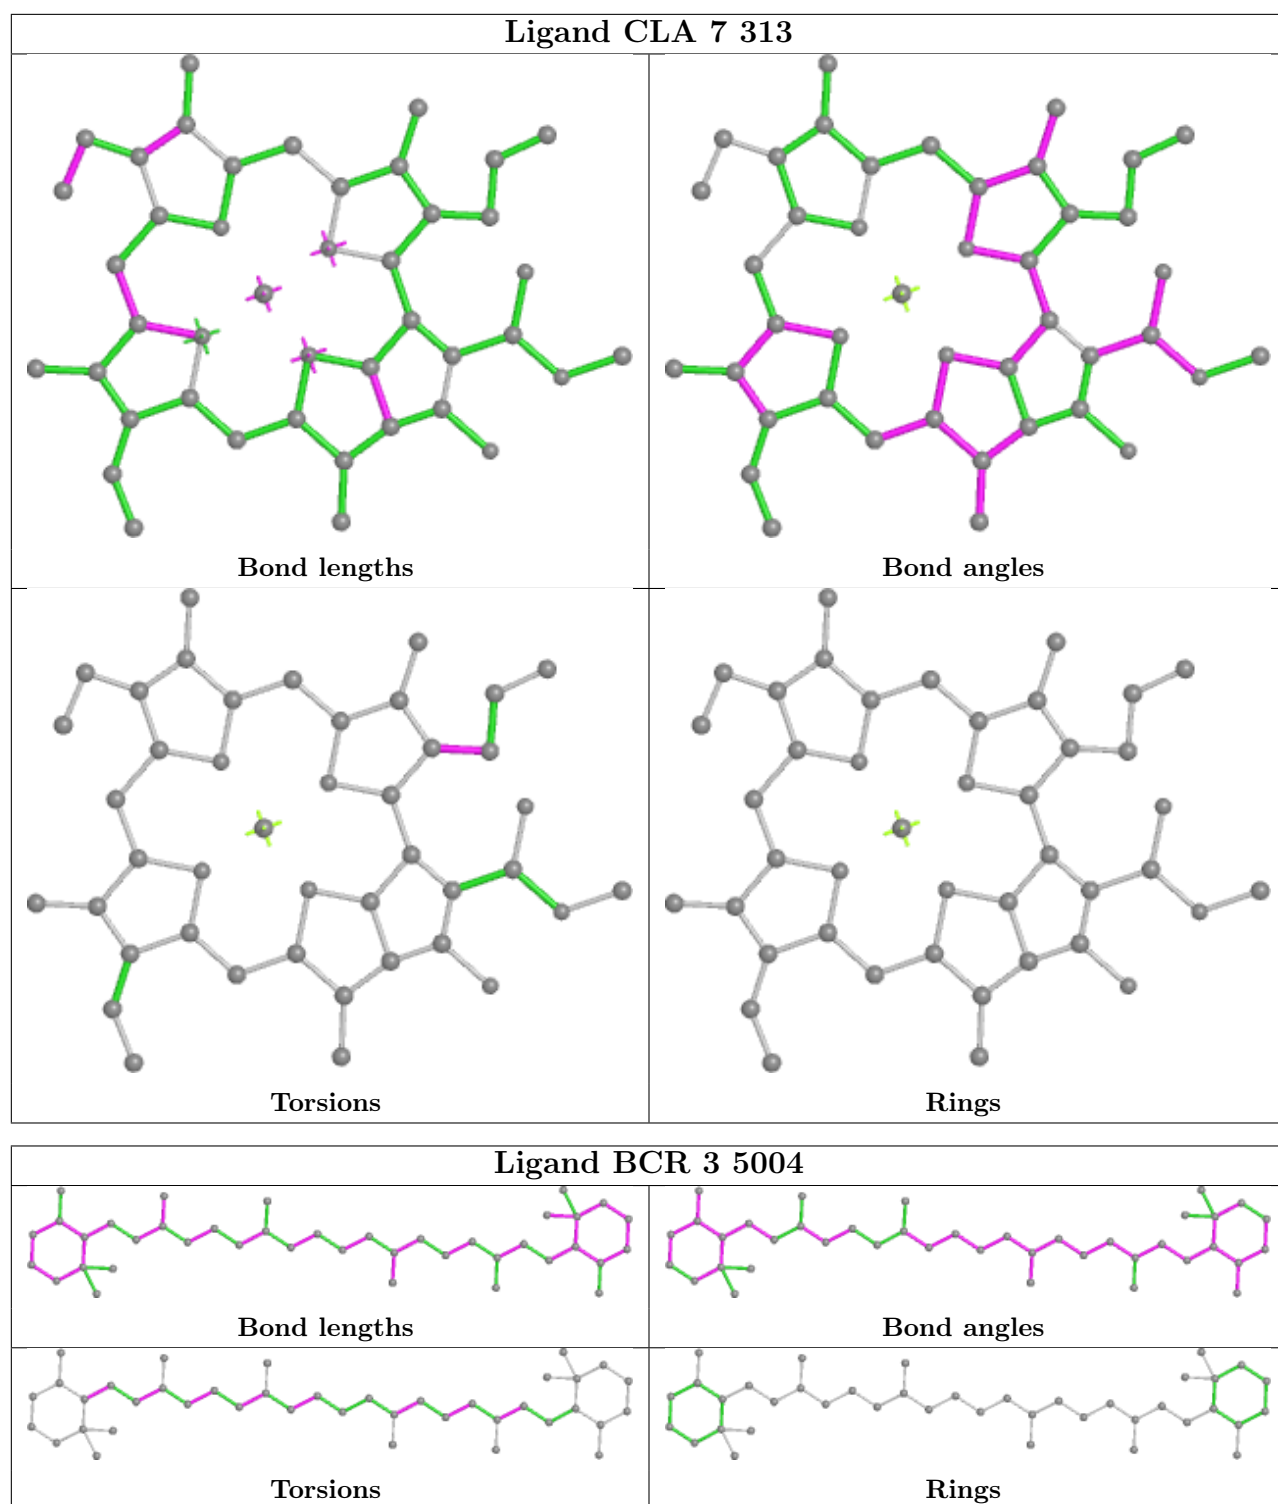 Ligand CLA 7 313
Bond lengths
Bond angles
Torsions
Rings
Ligand BCR 3 5004
Bond lengths
Bond angles
Torsions
Rings